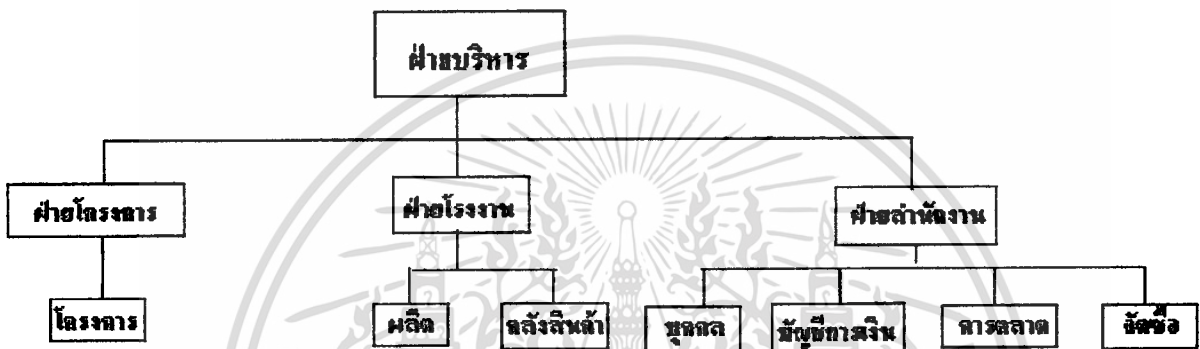 ฝ่ายบริหาร
ฝ่ายโครงการ ฝ่ายโรงงาน ฝ่ายสำนักงาน
โครงการ ผลิต คลังสินค้า บุคคล บัญชีการเงิน การตลาด จัดซื้อ